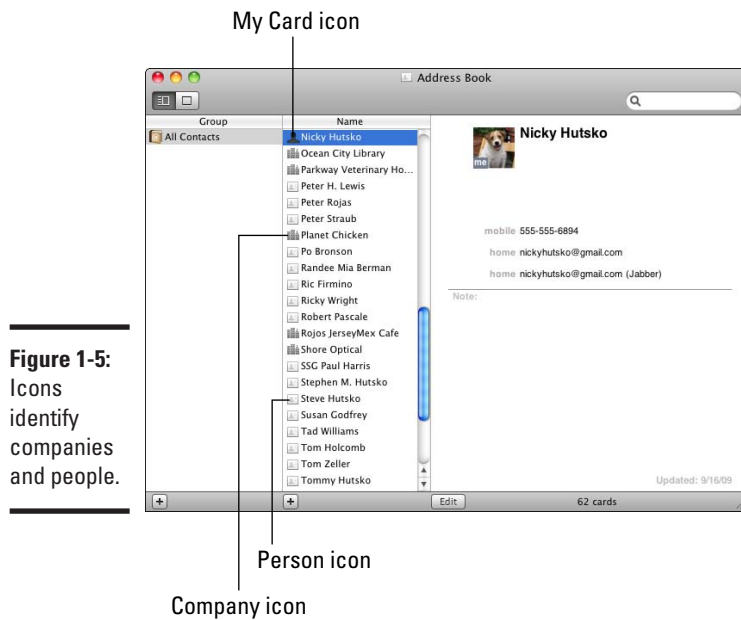 My Card icon
Address Book
Group
Name
All Contacts
Nicky Hutsko
Ocean City Library
Parkway Veterinary Ho...
Peter H. Lewis
Peter Rojas
Peter Straub
Planet Chicken
Po Bronson
Randee Mia Berman
Ric Firmino
Ricky Wright
Robert Pascale
Rojos JerseyMex Cafe
Shore Optical
SSG Paul Harris
Stephen M. Hutsko
Steve Hutsko
Susan Godfrey
Tad Williams
Tom Holcomb
Tom Zeller
Tommy Hutsko
me
Nicky Hutsko
mobile 555-555-6894
home nickyhutsko@gmail.com
home nickyhutsko@gmail.com (Jabber)
Note:
Updated: 9/16/09
Edit
62 cards
Figure 1-5:
Icons
identify
companies
and people.
Person icon
Company icon